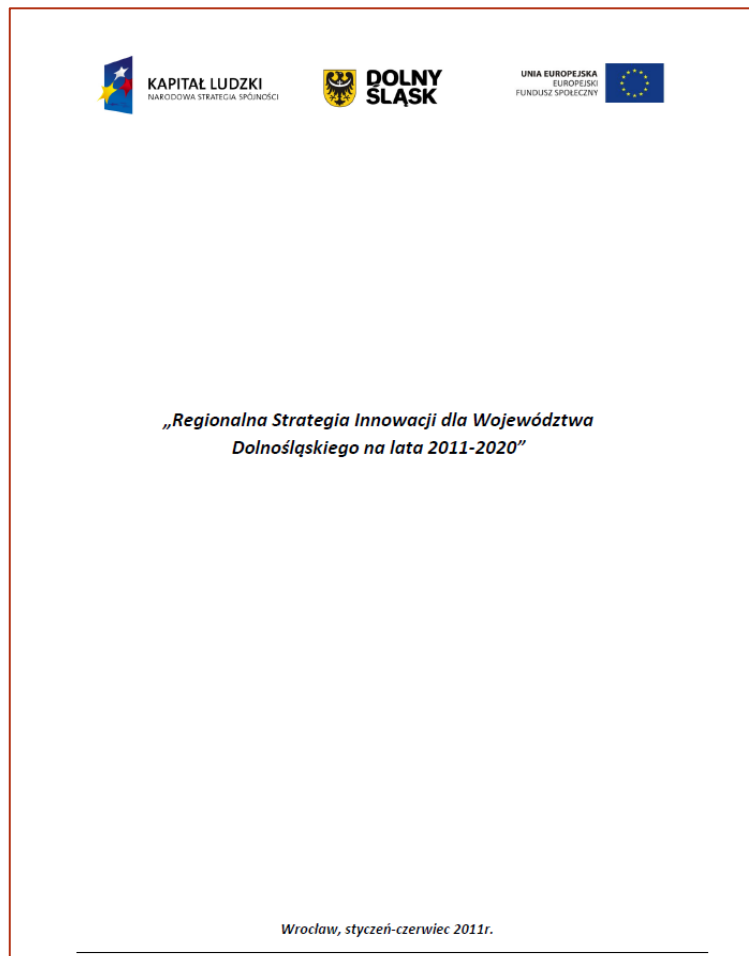 KAPITAŁ LUDZKI
NARODOWA STRATEGIA SPÓJNOŚCI
DOLNY
ŚLĄSK
UNIA EUROPEJSKA
EUROPEJSKI
FUNDUSZ SPOŁECZNY
„Regionalna Strategia Innowacji dla Województwa
Dolnośląskiego na lata 2011-2020”
Wrocław, styczeń-czerwiec 2011r.